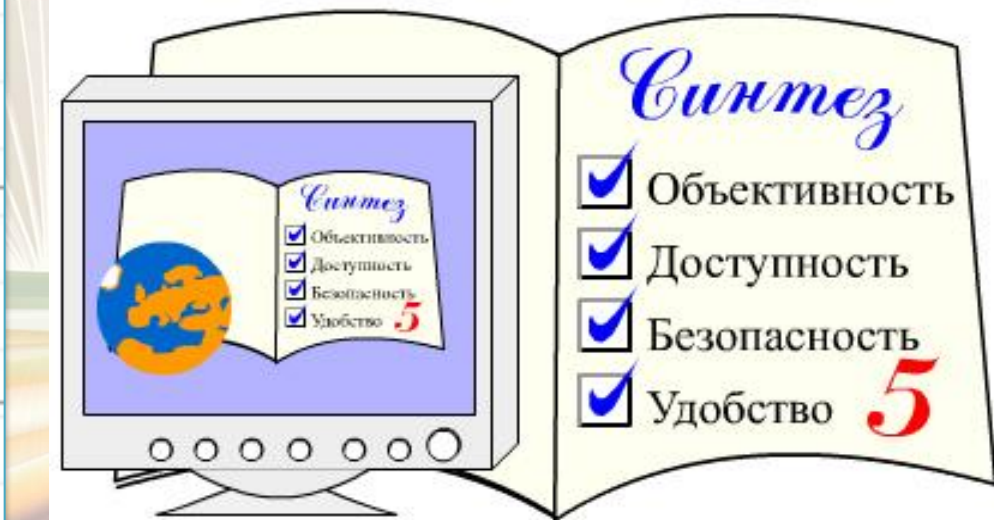 Синтез
Объективность
Доступность
Безопасность
Удобство 5
Синтез
Объективность
Доступность
Безопасность
Удобство 5